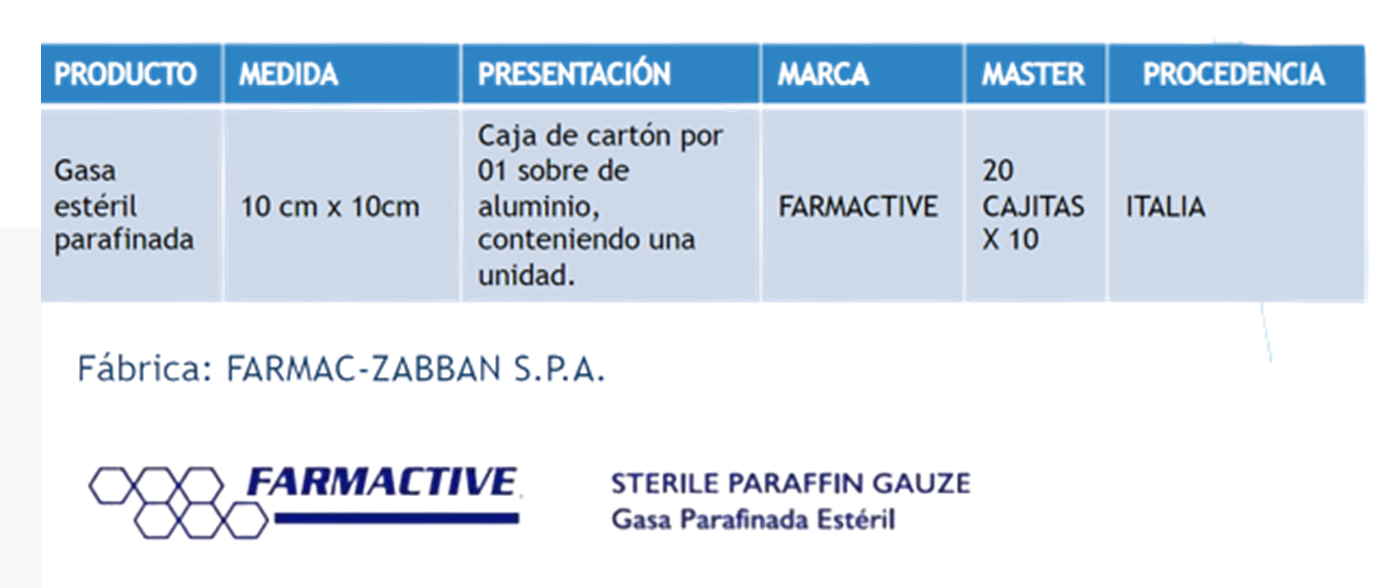 PRODUCTO MEDIDA PRESENTACIÓN MARCA MASTER PROCEDENCIA
Gasa
estéril
parafinada
10 cm x 10cm
Caja de cartón por
01 sobre de
aluminio,
conteniendo una
unidad.
FARMACTIVE
20
CAJITAS
X 10
ITALIA
Fábrica: FARMAC-ZABBAN S.P.A.
FARMACTIVE
STERILE PARAFFIN GAUZE
Gasa Parafinada Estéril